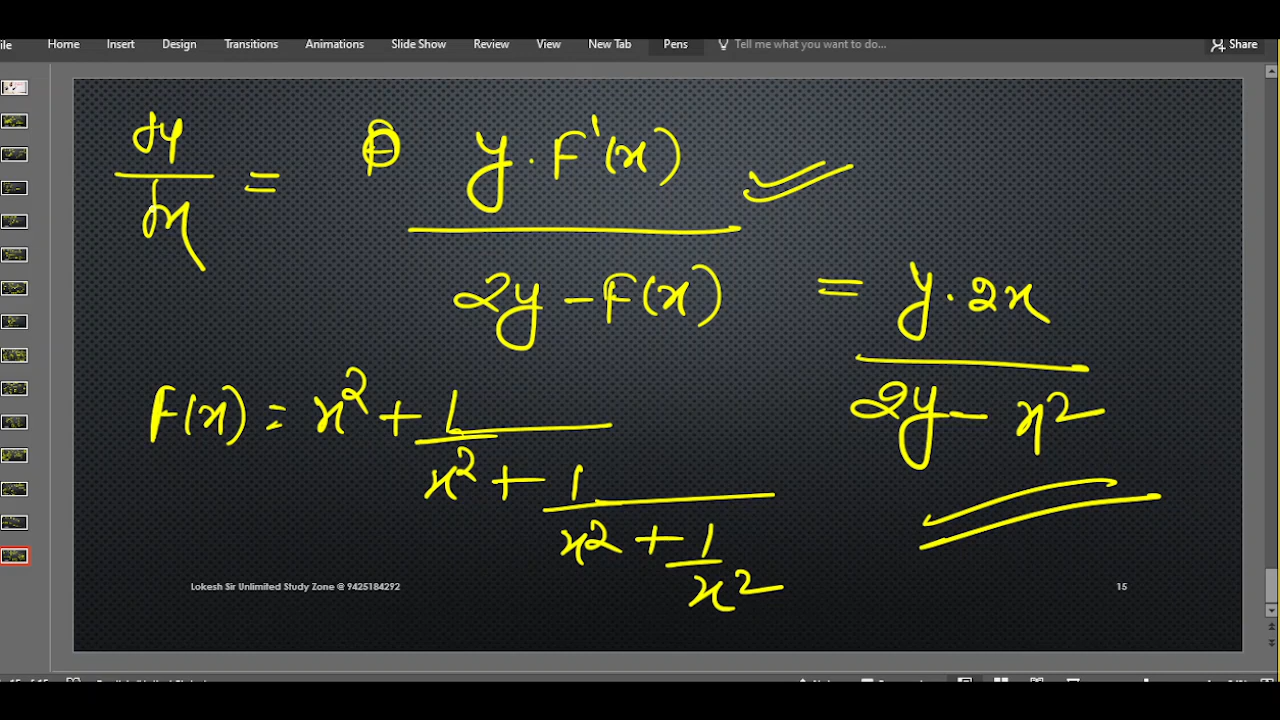 File Home Insert Design Transitions Animations Slide Show Review View New Tab Pens Tell me what you want to do... Share
dy/dx = y · F'(x) / 2y - F(x) = y · 2x / 2y - x²
F(x) = x² + 1
x² + 1
x² + 1
x²
Lokesh Sir Unlimited Study Zone @ 9425184292 15